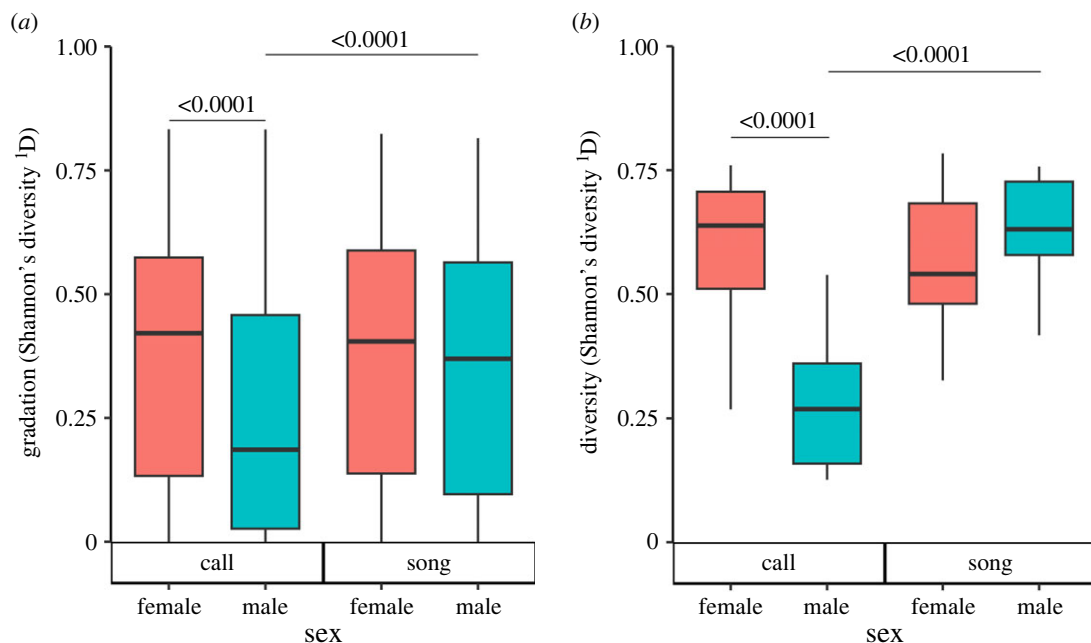 (a)
gradation (Shannon's diversity ¹D)
1.00
0.75
0.50
0.25
0
<0.0001
<0.0001
call
song
female
male
female
male
sex
(b)
diversity (Shannon's diversity ¹D)
1.00
0.75
0.50
0.25
0
<0.0001
<0.0001
call
song
female
male
female
male
sex